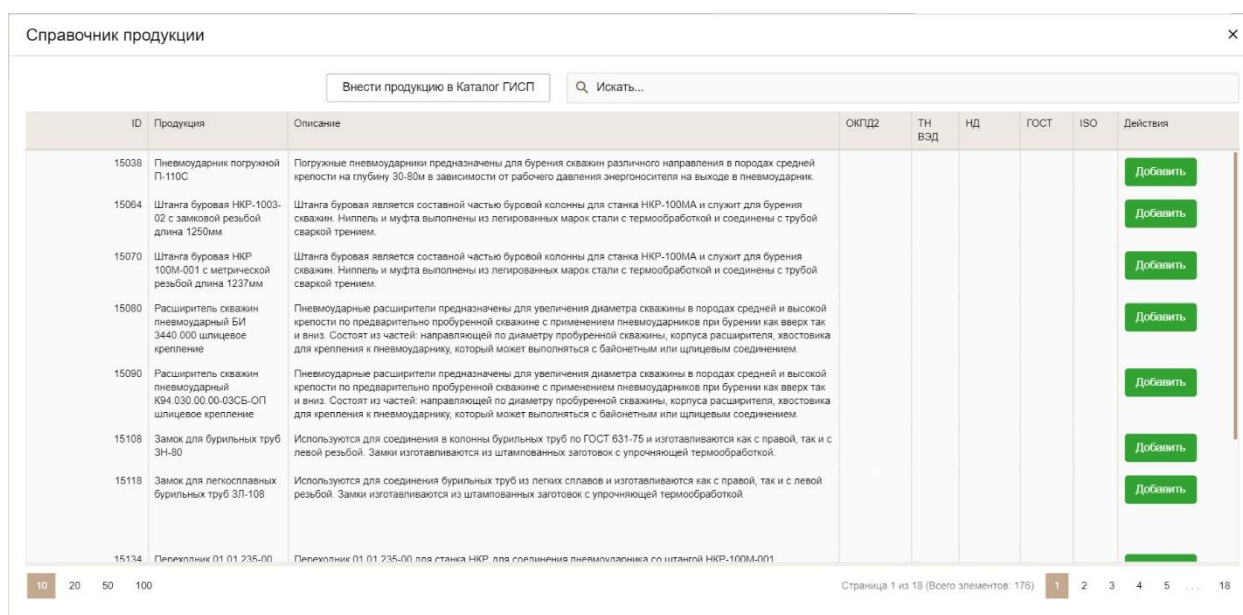 Справочник продукции ×
Внести продукцию в Каталог ГИСП
Искать...
ID Продукция Описание ОКПД2 ТН ВЭД НД ГОСТ ISO Действия
15038 Пневмоударник погружной Погружные пневмоударники предназначены для бурения скважин различного направления в породах средней
П-110С крепости на глубину 30-80м в зависимости от рабочего давления энергоносителя на выходе в пневмоударник.
Добавить
15064 Штанга буровая НКР-1003- Штанга буровая является составной частью буровой колонны для станка НКР-100МА и служит для бурения
02 с замковой резьбой скважин. Ниппель и муфта выполнены из легированных марок стали с термообработкой и соединены с трубой
длина 1250мм сваркой трением.
Добавить
15070 Штанга буровая НКР Штанга буровая является составной частью буровой колонны для станка НКР-100МА и служит для бурения
100М-001 с метрической скважин. Ниппель и муфта выполнены из легированных марок стали с термообработкой и соединены с трубой
резьбой длина 1237мм сваркой трением.
Добавить
15080 Расширитель скважин Пневмоударные расширители предназначены для увеличения диаметра скважины в породах средней и высокой
пневмоударный БИ крепости по предварительно пробуренной скважине с применением пневмоударников при бурении как вверх так
3440.000 шлицевое и вниз. Состоят из частей: направляющей по диаметру пробуренной скважины, корпуса расширителя, хвостовика
крепление для крепления к пневмоударнику, который может выполняться с байонетным или щлицевым соединением.
Добавить
15090 Расширитель скважин Пневмоударные расширители предназначены для увеличения диаметра скважины в породах средней и высокой
пневмоударный крепости по предварительно пробуренной скважине с применением пневмоударников при бурении как вверх так
К94.030.00.00-03СБ-ОП и вниз. Состоят из частей: направляющей по диаметру пробуренной скважины, корпуса расширителя, хвостовика
шлицевое крепление для крепления к пневмоударнику, который может выполняться с байонетным или щлицевым соединением.
Добавить
15108 Замок для бурильных труб Используются для соединения в колонны бурильных труб по ГОСТ 631-75 и изготавливаются как с правой, так и с
ЗН-80 левой резьбой. Замки изготавливаются из штампованных заготовок с упрочняющей термообработкой.
Добавить
15118 Замок для легкосплавных Используются для соединения бурильных труб из легких сплавов и изготавливаются как с правой, так и с левой
бурильных труб ЗЛ-108 резьбой. Замки изготавливаются из штампованных заготовок с упрочняющей термообработкой.
Добавить
15134 Переходник 01.01.235-00 Переходник 01.01.235-00 для станка НКР для соединения пневмоударника со штангой НКР-100М-001
10 20 50 100 Страница 1 из 18 (Всего элементов: 176) 1 2 3 4 5 .... 18